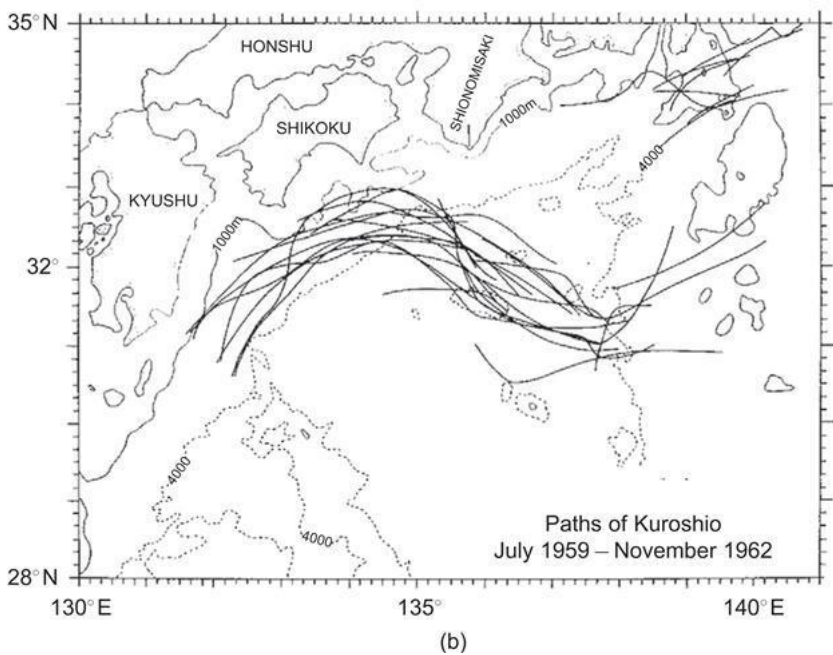 35°N
HONSHU
SHIONOMISAKI
1000m
SHIKOKU
4000
KYUSHU
1000m
32°
4000
4000
Paths of Kuroshio
July 1959 – November 1962
28°N
130°E
135°
140°E
(b)